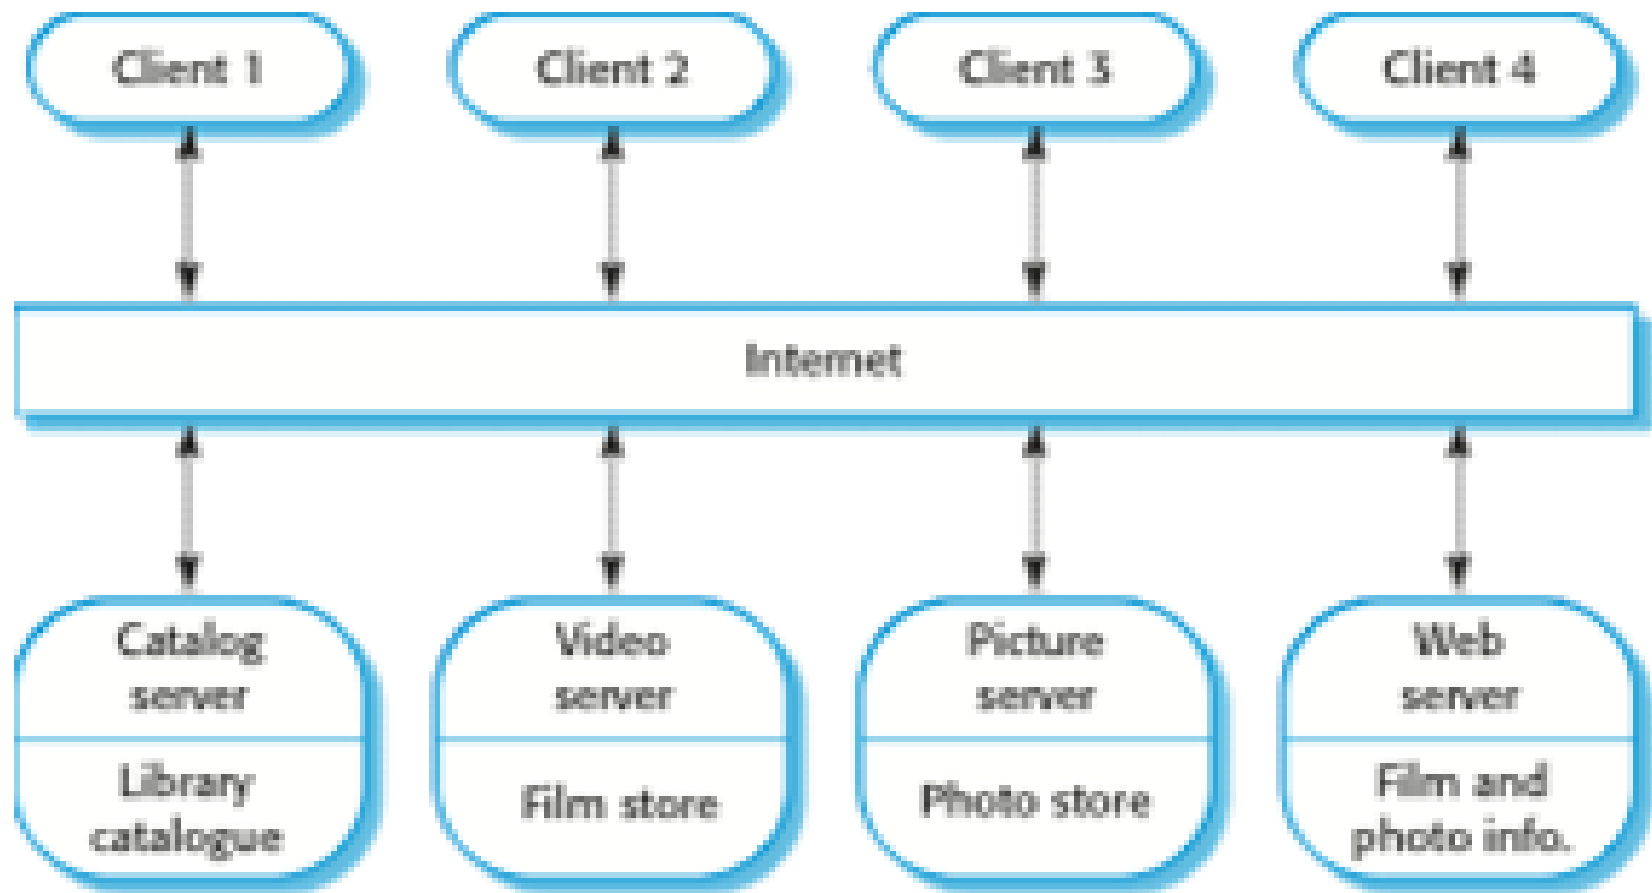 Client 1
Client 2
Client 3
Client 4
Internet
Catalog
server
Library
catalogue
Video
server
Film store
Picture
server
Photo store
Web
server
Film and
photo info.